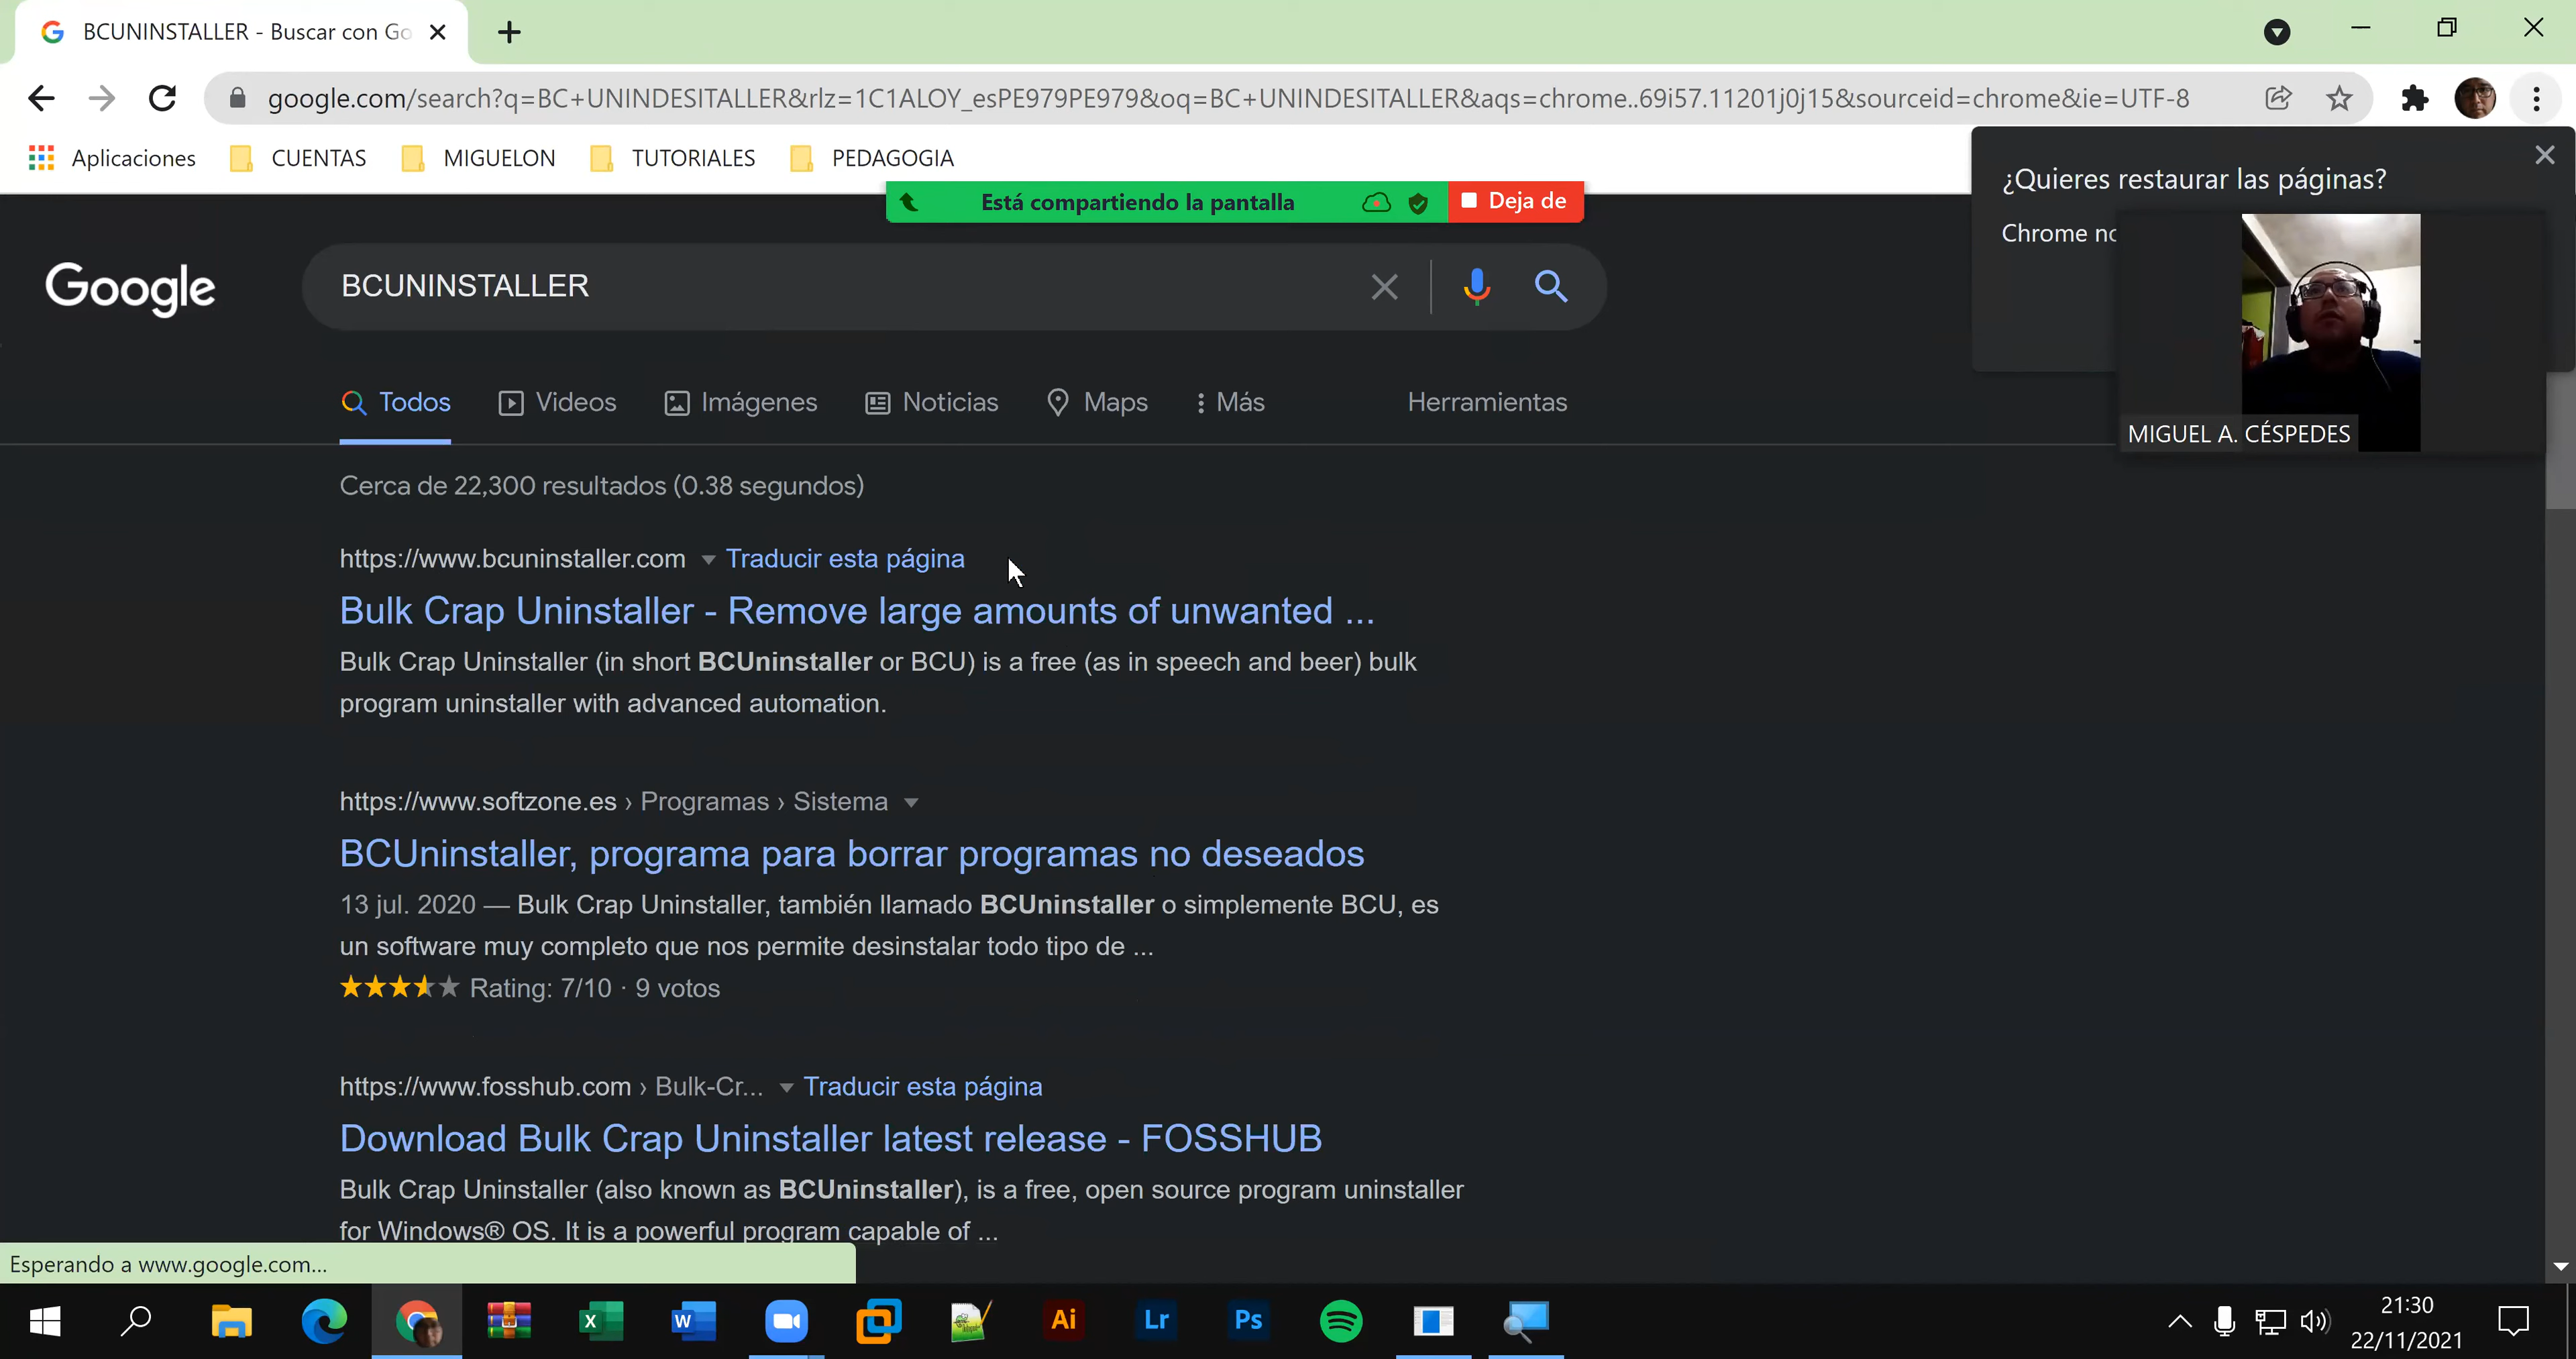 BCUNINSTALLER - Buscar con Go
google.com/search?q=BC+UNINDESITALLER&rlz=1C1ALOY_esPE979PE979&oq=BC+UNINDESITALLER&aqs=chrome..69i57.11201j0j15&sourceid=chrome&ie=UTF-8
Aplicaciones CUENTAS MIGUELON TUTORIALES PEDAGOGIA
¿Quieres restaurar las páginas?
Está compartiendo la pantalla Deja de
Chrome no
Google BCUNINSTALLER
Todos Videos Imágenes Noticias Maps Más Herramientas
MIGUEL A. CÉSPEDES
Cerca de 22,300 resultados (0.38 segundos)
https://www.bcuninstaller.com Traducir esta página
Bulk Crap Uninstaller - Remove large amounts of unwanted ...
Bulk Crap Uninstaller (in short BCUninstaller or BCU) is a free (as in speech and beer) bulk
program uninstaller with advanced automation.
https://www.softzone.es › Programas › Sistema
BCUninstaller, programa para borrar programas no deseados
13 jul. 2020 — Bulk Crap Uninstaller, también llamado BCUninstaller o simplemente BCU, es
un software muy completo que nos permite desinstalar todo tipo de ...
Rating: 7/10 · 9 votos
https://www.fosshub.com › Bulk-Cr... Traducir esta página
Download Bulk Crap Uninstaller latest release - FOSSHUB
Bulk Crap Uninstaller (also known as BCUninstaller), is a free, open source program uninstaller
for Windows® OS. It is a powerful program capable of ...
Esperando a www.google.com...
X W Ai Lr Ps
21:30
22/11/2021